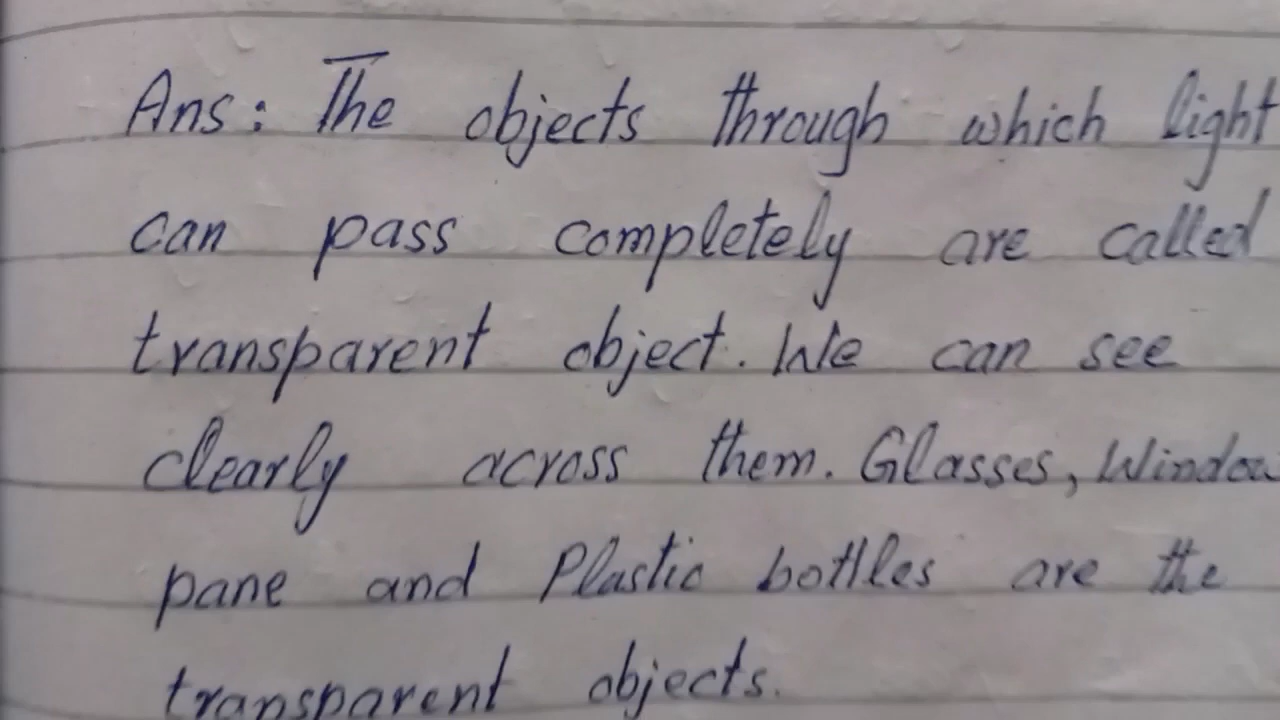 Ans: The objects through which light
can pass completely are called
transparent object. We can see
clearly across them. Glasses, Window
pane and Plastic bottles are the
transparent objects.